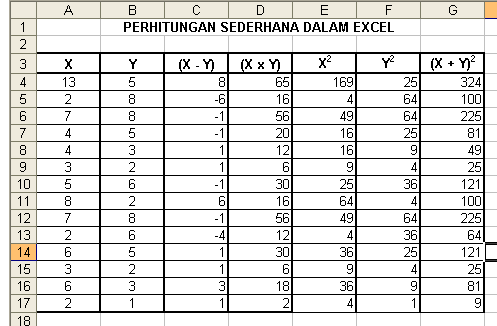 A B C D E F G
1 PERHITUNGAN SEDERHANA DALAM EXCEL
2
3 X Y (X - Y) (X x Y) X² Y² (X + Y)²
4 13 5 8 65 169 25 324
5 2 8 -6 16 4 64 100
6 7 8 -1 56 49 64 225
7 4 5 -1 20 16 25 81
8 4 3 1 12 16 9 49
9 3 2 1 6 9 4 25
10 5 6 -1 30 25 36 121
11 8 2 6 16 64 4 100
12 7 8 -1 56 49 64 225
13 2 6 -4 12 4 36 64
14 6 5 1 30 36 25 121
15 3 2 1 6 9 4 25
16 6 3 3 18 36 9 81
17 2 1 1 2 4 1 9
18